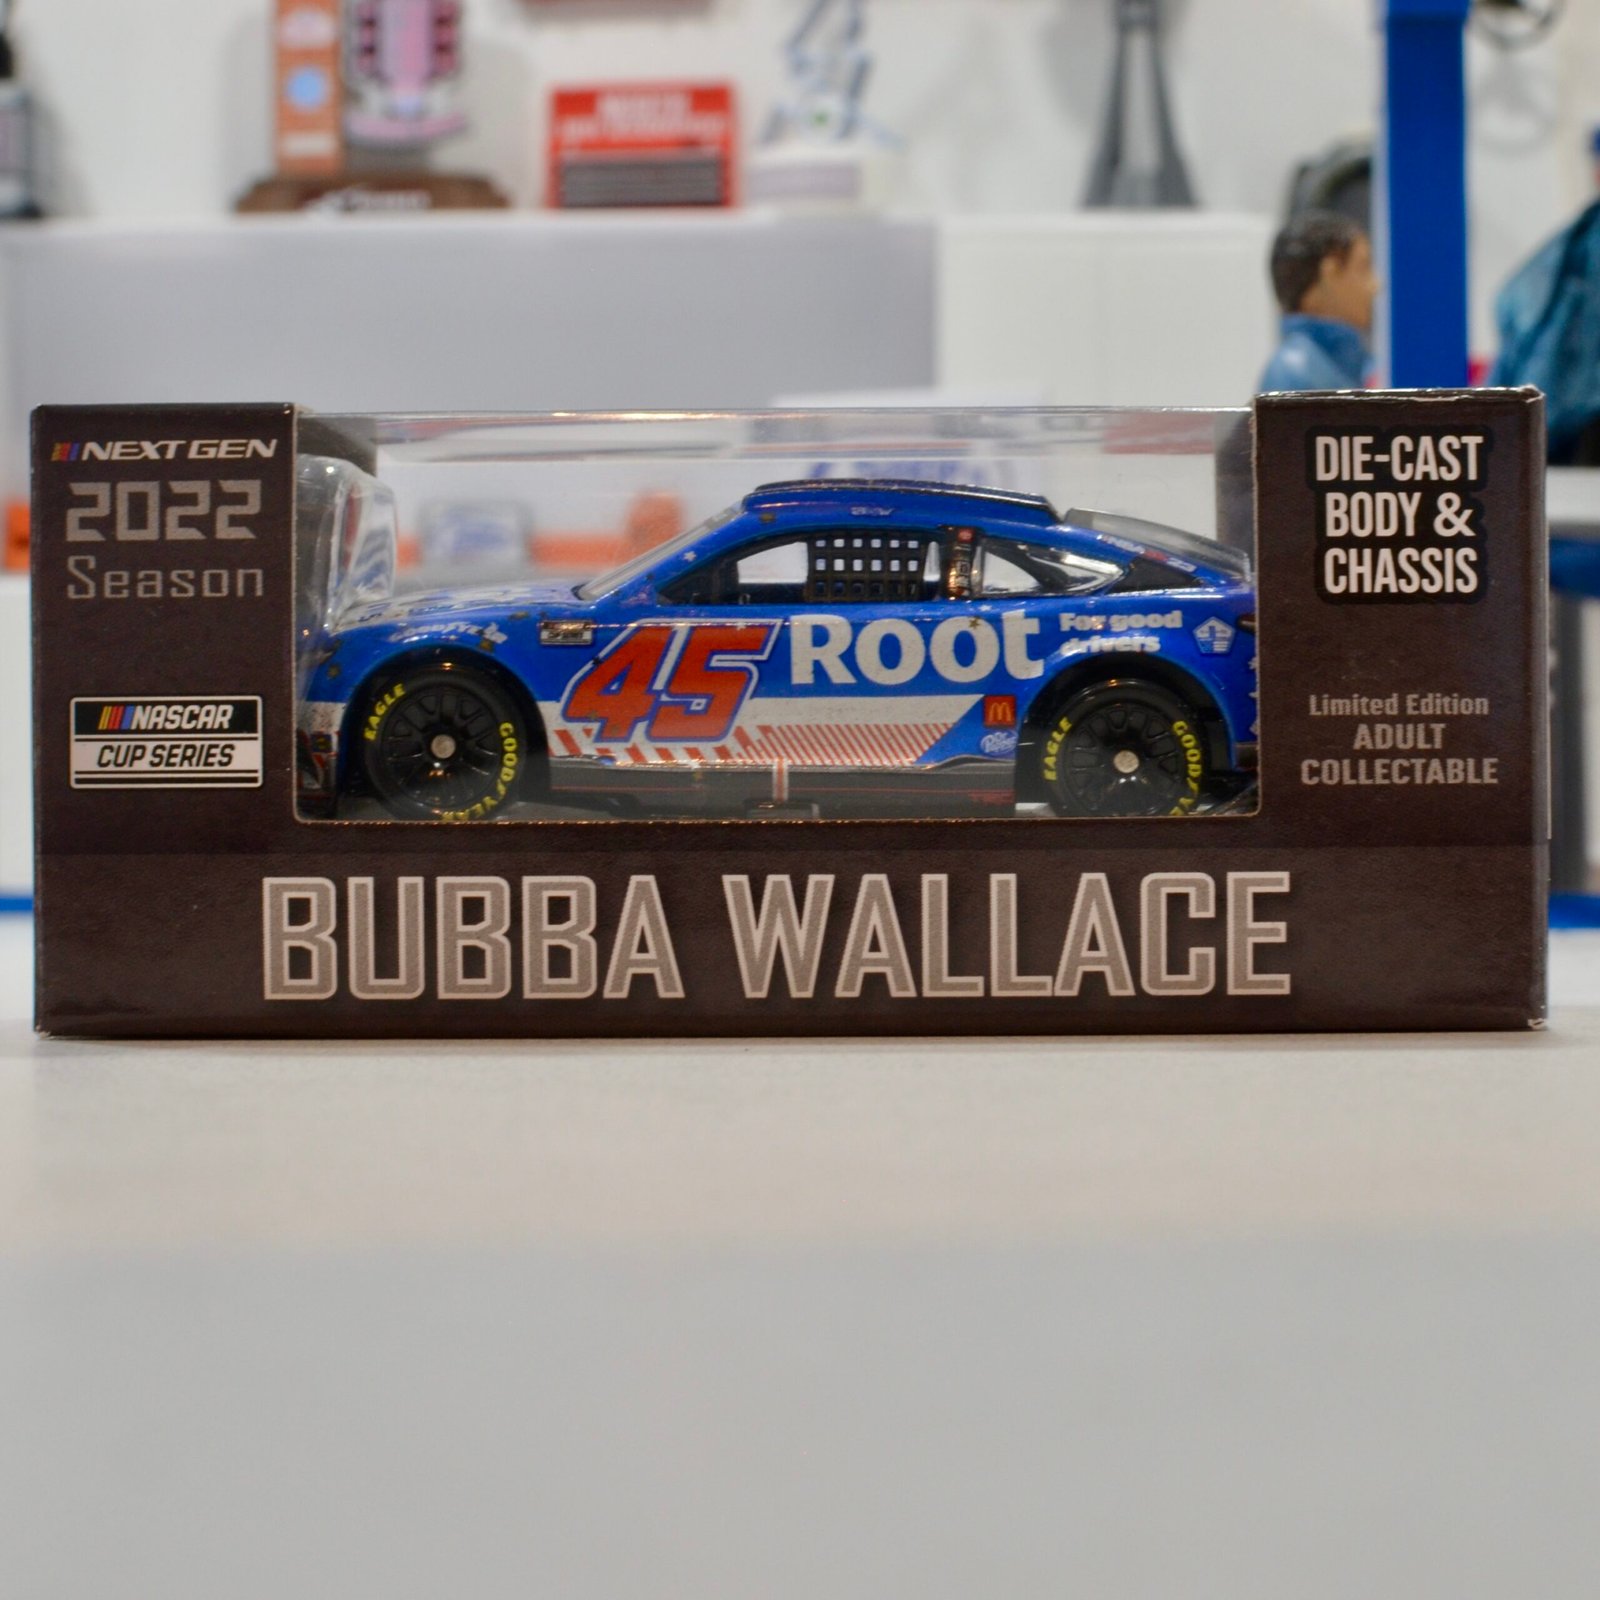 NEXT GEN
2022
Season
NASCAR
CUP SERIES
DIE-CAST
BODY &
CHASSIS
Limited Edition
ADULT
COLLECTABLE
45
ROOt
For good
drivers
EAGLE
GOODYEAR
EAGLE
BUBBA WALLACE